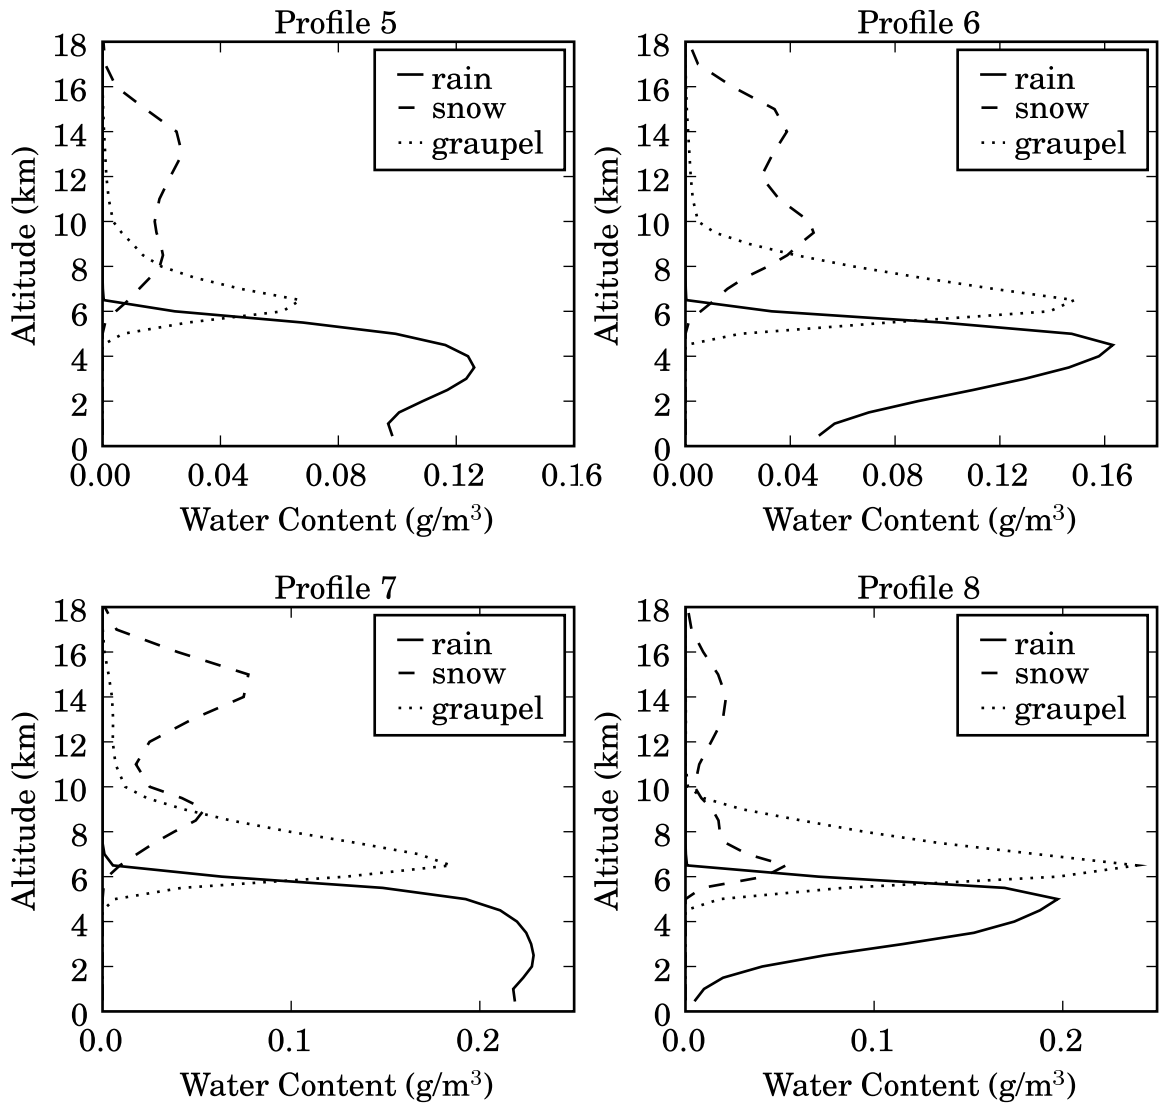 Profile 5
18
16
14
12
10
8
6
4
2
0
Altitude (km)
rain
snow
graupel
0.00 0.04 0.08 0.12 0.16
Water Content (g/m³)
Profile 6
18
16
14
12
10
8
6
4
2
0
Altitude (km)
rain
snow
graupel
0.00 0.04 0.08 0.12 0.16
Water Content (g/m³)
Profile 7
18
16
14
12
10
8
6
4
2
0
Altitude (km)
rain
snow
graupel
0.0 0.1 0.2
Water Content (g/m³)
Profile 8
18
16
14
12
10
8
6
4
2
0
Altitude (km)
rain
snow
graupel
0.0 0.1 0.2
Water Content (g/m³)